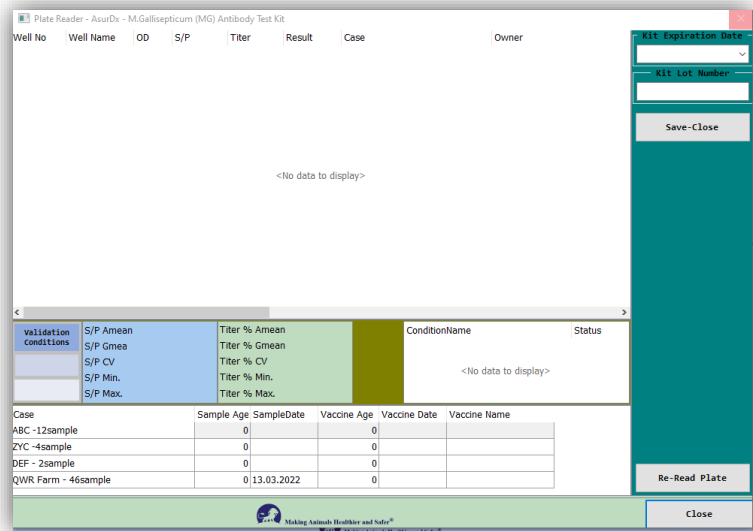 Plate Reader - AsurDx - M.Gallisepticum (MG) Antibody Test Kit
Well No Well Name OD S/P Titer Result Case Owner
<No data to display>
Kit Expiration Date
Kit Lot Number
Save-Close
Validation Conditions
S/P Amean
S/P Gmea
S/P CV
S/P Min.
S/P Max.
Titer % Amean
Titer % Gmean
Titer % CV
Titer % Min.
Titer % Max.
ConditionName Status
<No data to display>
Case Sample Age SampleDate Vaccine Age Vaccine Date Vaccine Name
ABC -12sample 0 0
ZYC -4sample 0 0
DEF - 2sample 0 0
QWR Farm - 46sample 0 13.03.2022 0
Re-Read Plate
Making Animals Healthier and Safer®
Close